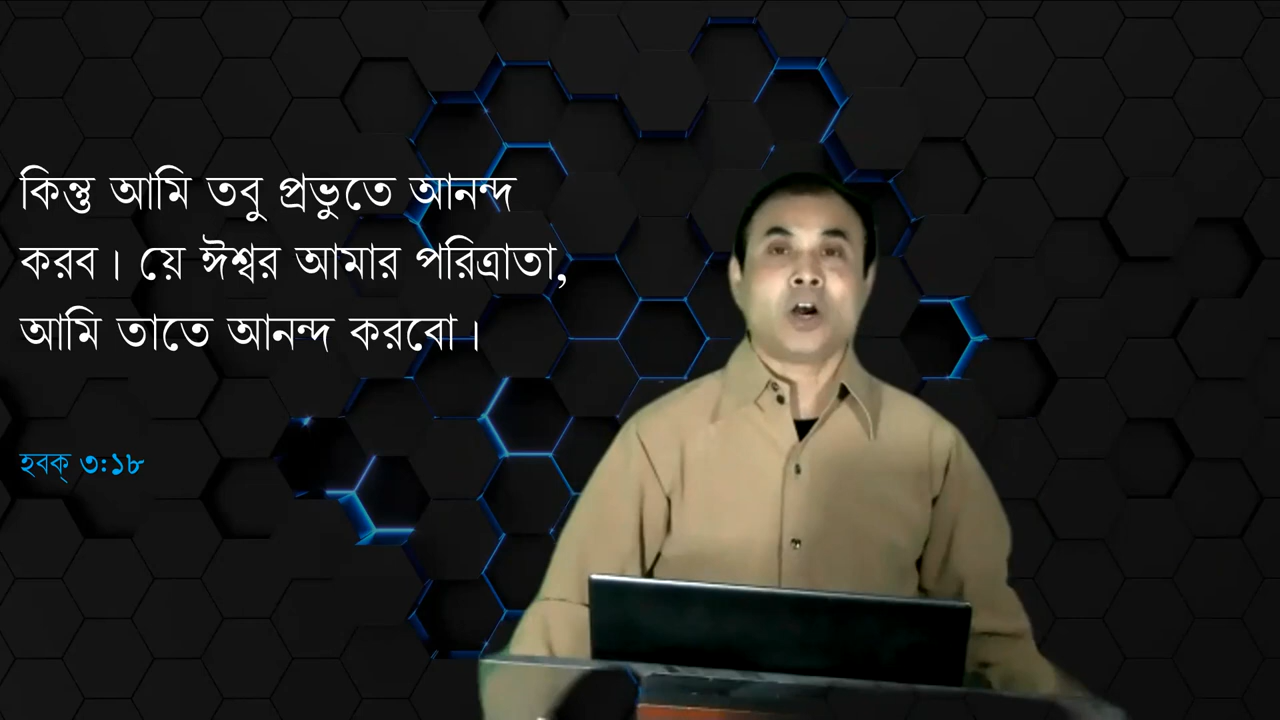 কিন্তু আমি তবু প্রভুতে আনন্দ
করব। য়ে ঈশ্বর আমার পরিত্রাতা,
আমি তাতে আনন্দ করবো।
হবক্ ৩:১৮